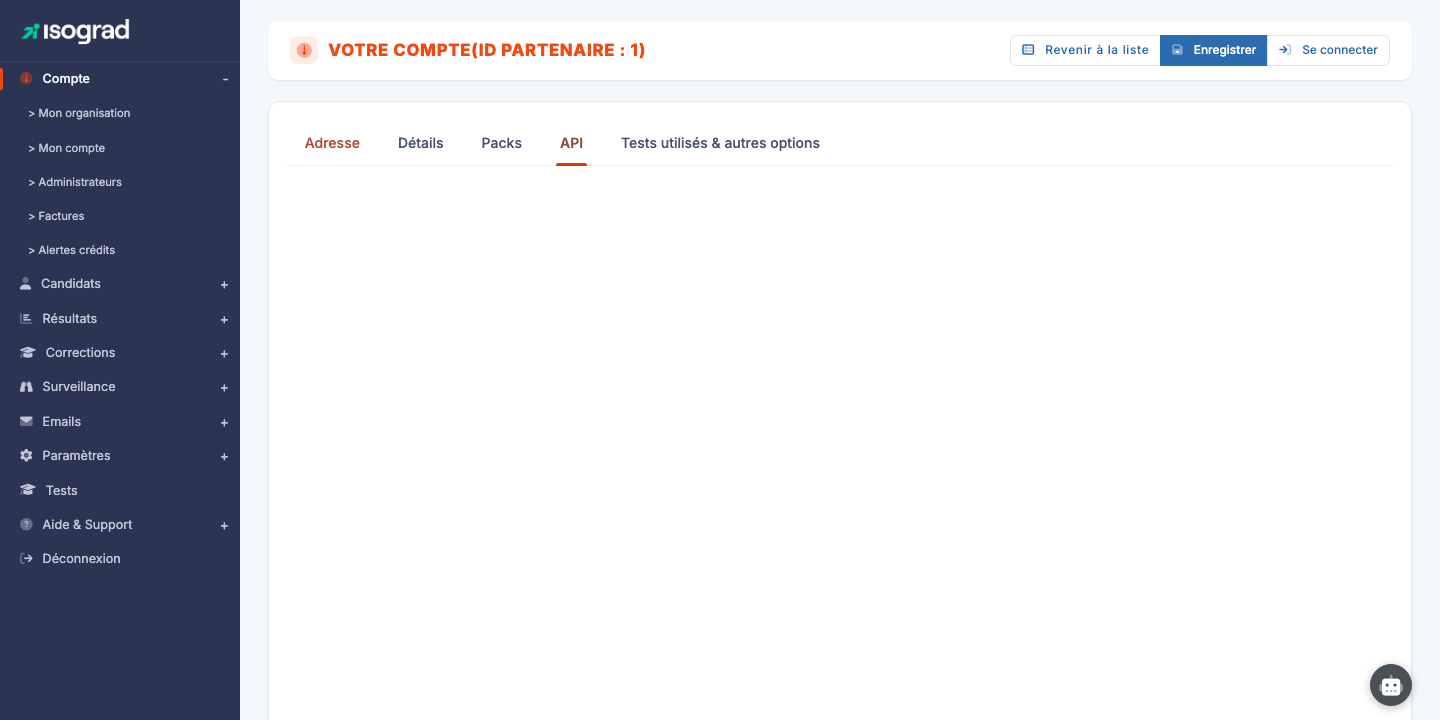 isograd
Compte -
> Mon organisation
> Mon compte
> Administrateurs
> Factures
> Alertes crédits
Candidats +
Résultats +
Corrections +
Surveillance +
Emails +
Paramètres +
Tests
Aide & Support +
Déconnexion
VOTRE COMPTE(ID PARTENAIRE : 1)
Revenir à la liste
Enregistrer
Se connecter
Adresse
Détails
Packs
API
Tests utilisés & autres options